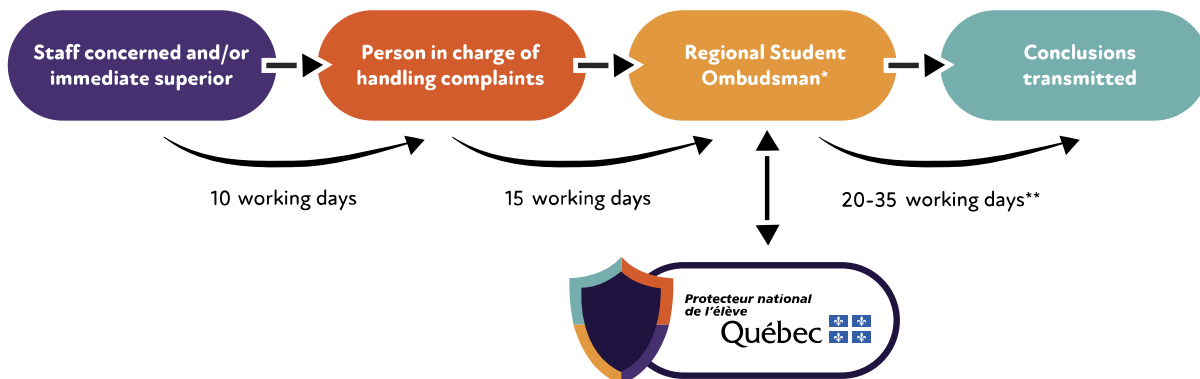 Staff concerned and/or
immediate superior
Person in charge of
handling complaints
Regional Student
Ombudsman*
Conclusions
transmitted
10 working days
15 working days
20-35 working days**
Protecteur national
de l'élève
Québec